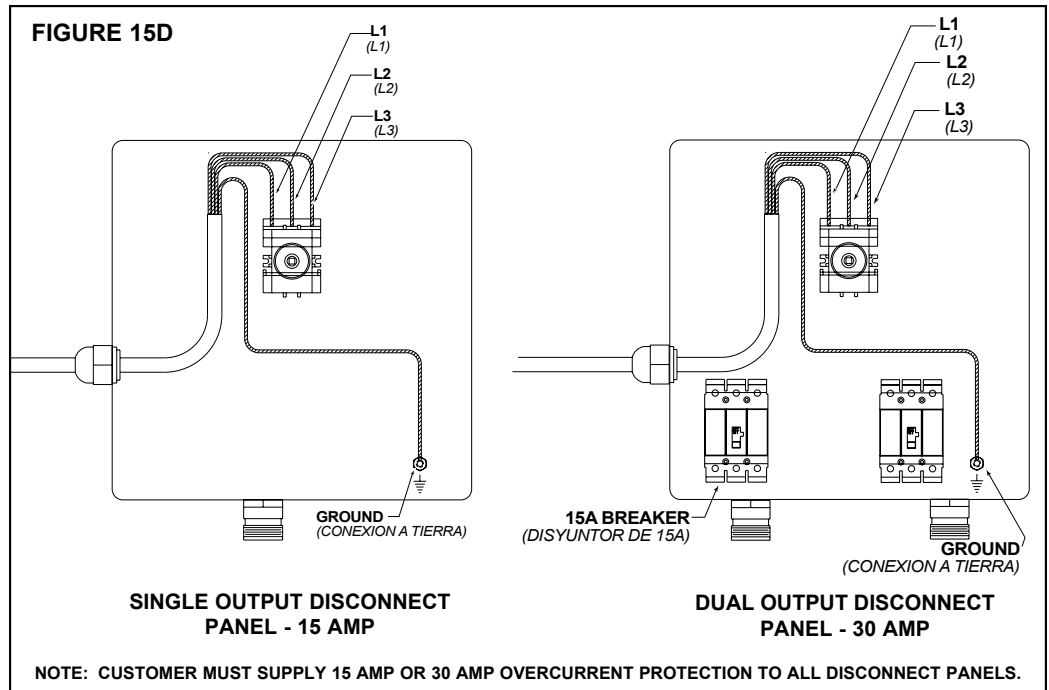 FIGURE 15D
L1
(L1)
L2
(L2)
L3
(L3)
GROUND
(CONEXION A TIERRA)
SINGLE OUTPUT DISCONNECT
PANEL - 15 AMP
L1
(L1)
L2
(L2)
L3
(L3)
15A BREAKER
(DISYUNTOR DE 15A)
GROUND
(CONEXION A TIERRA)
DUAL OUTPUT DISCONNECT
PANEL - 30 AMP
NOTE: CUSTOMER MUST SUPPLY 15 AMP OR 30 AMP OVERCURRENT PROTECTION TO ALL DISCONNECT PANELS.